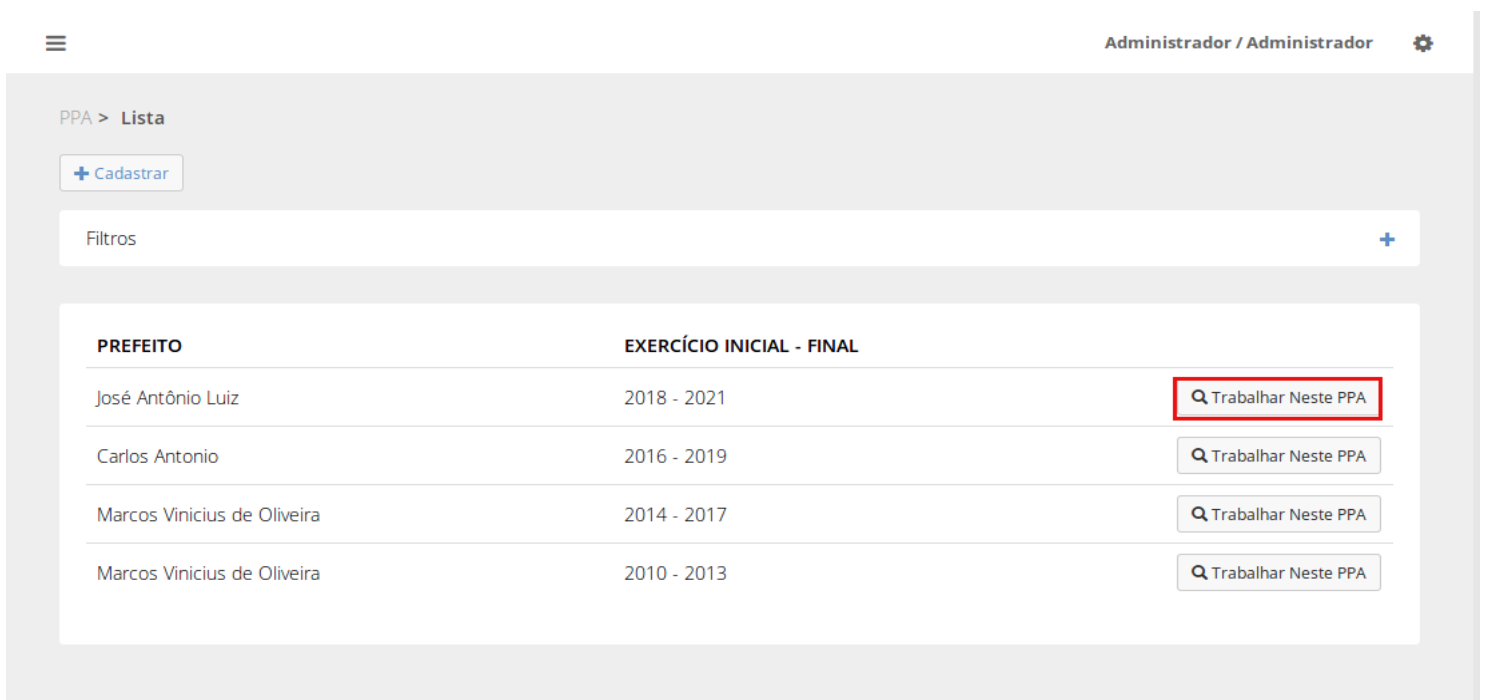 Administrador / Administrador
PPA > Lista
Cadastrar
Filtros
PREFEITO EXERCÍCIO INICIAL - FINAL
José Antônio Luiz 2018 - 2021 Trabalhar Neste PPA
Carlos Antonio 2016 - 2019 Trabalhar Neste PPA
Marcos Vinicius de Oliveira 2014 - 2017 Trabalhar Neste PPA
Marcos Vinicius de Oliveira 2010 - 2013 Trabalhar Neste PPA